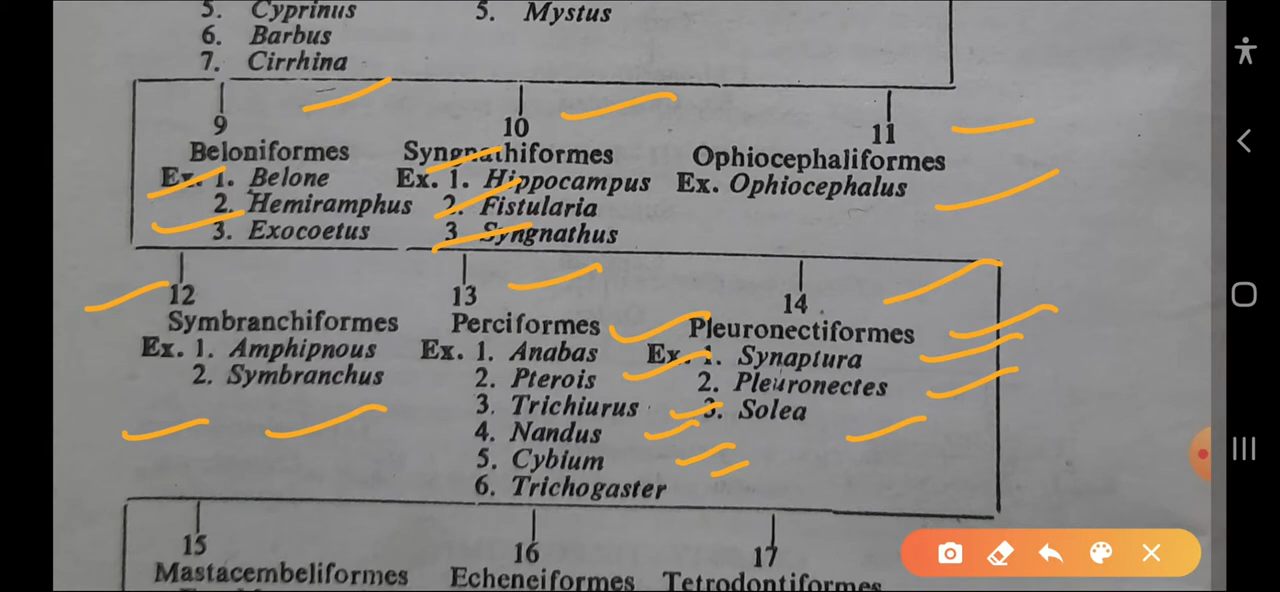 5. Cyprinus 5. Mystus
6. Barbus
7. Cirrhina
9 10 11
Beloniformes Syngnathiformes Ophiocephaliformes
Ex. 1. Belone Ex. 1. Hippocampus Ex. Ophiocephalus
2. Hemiramphus 2. Fistularia
3. Exocoetus 3 Syngnathus
12 13 14
Symbranchiformes Perciformes Pleuronectiformes
Ex. 1. Amphipnous Ex. 1. Anabas Ex. 1. Synaptura
2. Symbranchus 2. Pterois 2. Pleuronectes
3. Trichiurus 3. Solea
4. Nandus
5. Cybium
6. Trichogaster
15 16 17
Mastacembeliformes Echeneiformes Tetrodontiformes